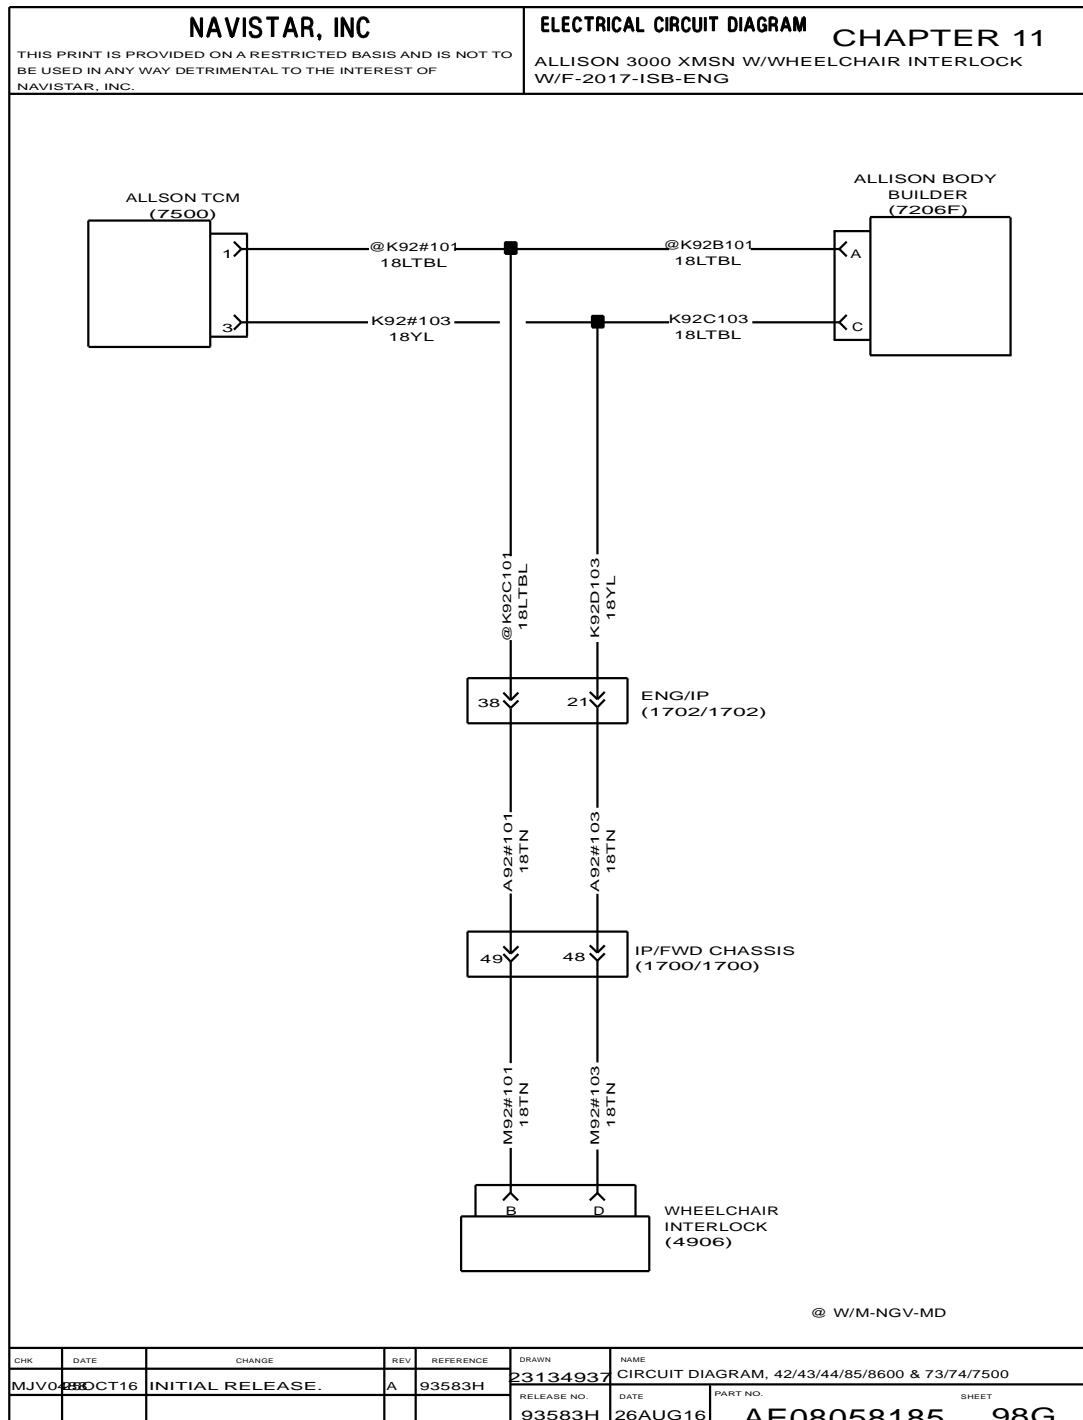 NAVISTAR, INC
THIS PRINT IS PROVIDED ON A RESTRICTED BASIS AND IS NOT TO
BE USED IN ANY WAY DETRIMENTAL TO THE INTEREST OF
NAVISTAR, INC.
ELECTRICAL CIRCUIT DIAGRAM
CHAPTER 11
ALLISON 3000 XMSN W/WHEELCHAIR INTERLOCK
W/F-2017-ISB-ENG
ALLSON TCM
(7500)
ALLISON BODY
BUILDER
(7206F)
1
@K92#101
18LTBL
@K92B101
18LTBL
A
3
K92#103
18YL
K92C103
18LTBL
C
@K92C101
18LTBL
K92D103
18YL
38
21
ENG/IP
(1702/1702)
A92#101
18TN
A92#103
18TN
49
48
IP/FWD CHASSIS
(1700/1700)
M92#101
18TN
M92#103
18TN
B
D
WHEELCHAIR
INTERLOCK
(4906)
@ W/M-NGV-MD
CHK
DATE
CHANGE
REV
REFERENCE
DRAWN
NAME
INITIAL RELEASE.
A
93583H
23134937
CIRCUIT DIAGRAM, 42/43/44/85/8600 & 73/74/7500
RELEASE NO.
DATE
PART NO.
SHEET
93583H
26AUG16
AE08058185
98G